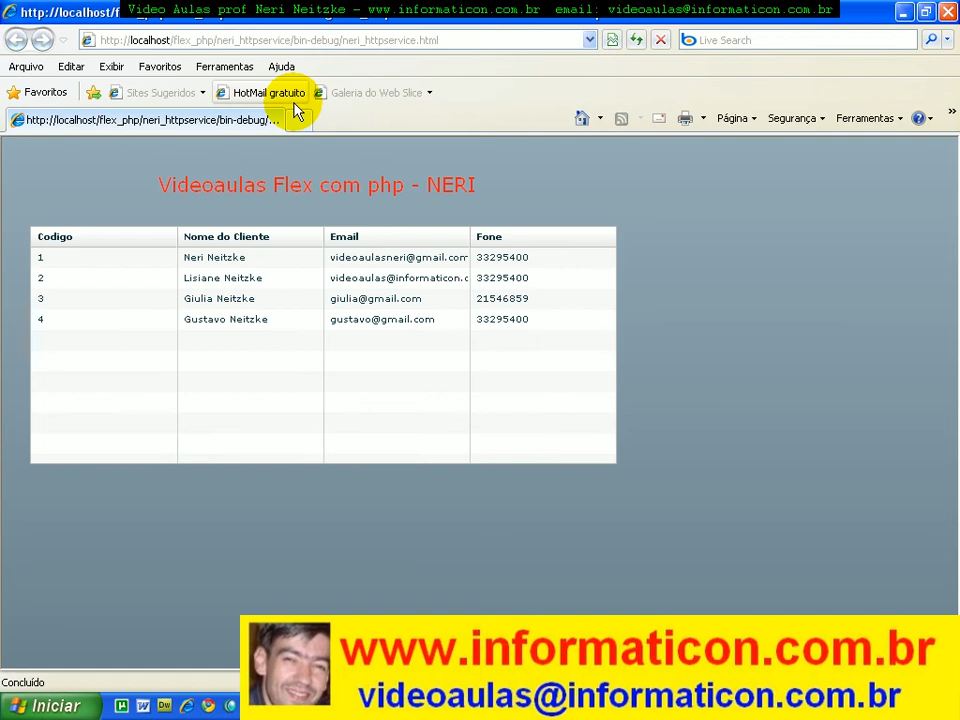 Video Aulas prof Neri Neitzke – www.informaticon.com.br email: videoaulas@informaticon.com.br
http://localhost/f
http://localhost/flex_php/neri_httpservice/bin-debug/neri_httpservice.html
Live Search
Arquivo Editar Exibir Favoritos Ferramentas Ajuda
Favoritos Sites Sugeridos HotMail gratuito Galeria do Web Slice
http://localhost/flex_php/neri_httpservice/bin-debug/... Página Segurança Ferramentas »
Videoaulas Flex com php - NERI
Codigo Nome do Cliente Email Fone
1 Neri Neitzke videoaulasneri@gmail.com 33295400
2 Lisiane Neitzke videoaulas@informaticon.c 33295400
3 Giulia Neitzke giulia@gmail.com 21546859
4 Gustavo Neitzke gustavo@gmail.com 33295400
www.informaticon.com.br
videoaulas@informaticon.com.br
Concluído
Iniciar